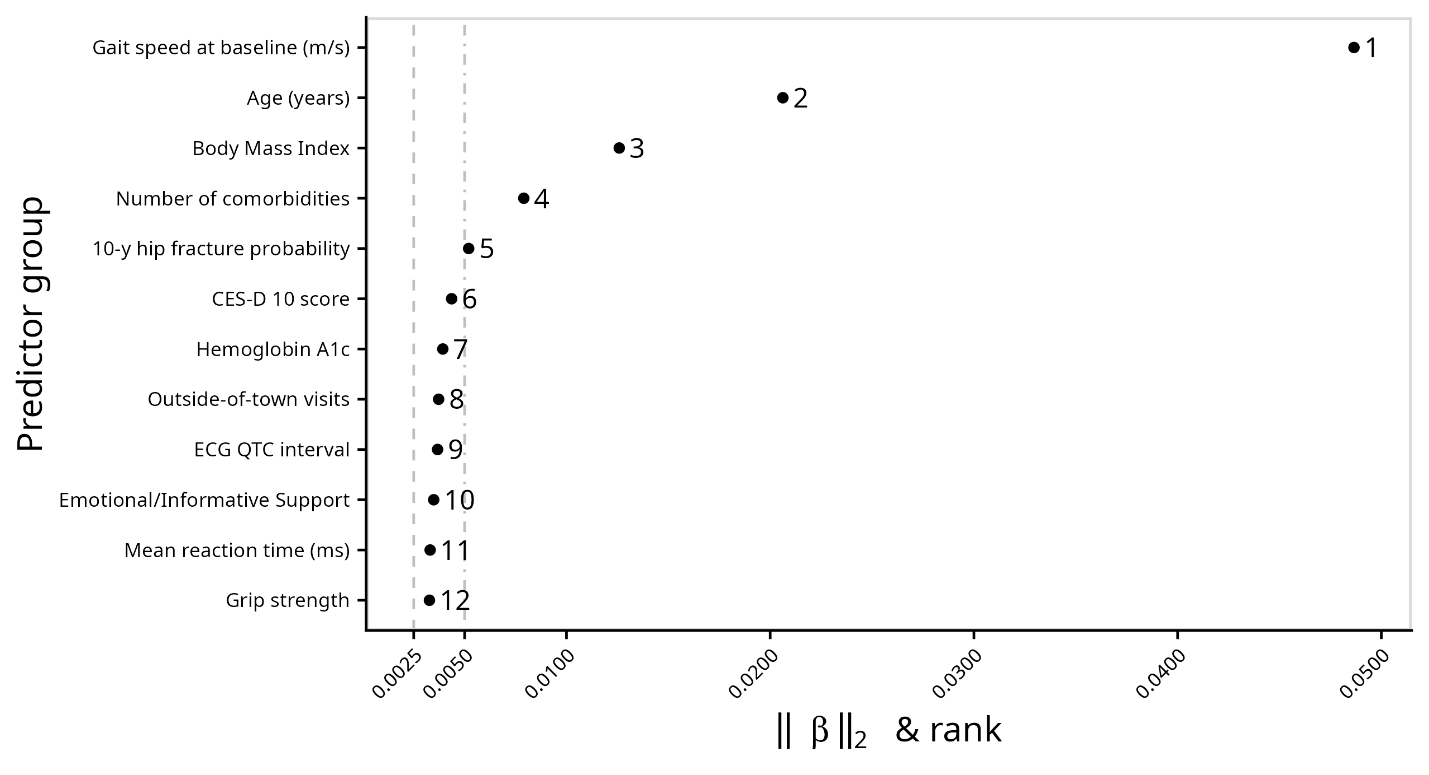 Predictor group
Gait speed at baseline (m/s)
1
Age (years)
2
Body Mass Index
3
Number of comorbidities
4
10-y hip fracture probability
5
CES-D 10 score
6
Hemoglobin A1c
7
Outside-of-town visits
8
ECG QTC interval
9
Emotional/Informative Support
10
Mean reaction time (ms)
11
Grip strength
12
0.0025
0.0050
0.0100
0.0200
0.0300
0.0400
0.0500
|| β ||₂ & rank